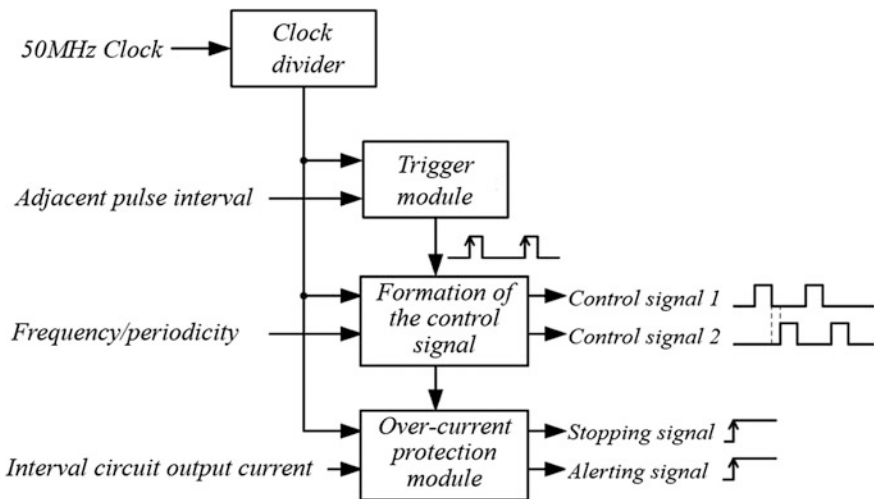 50MHz Clock
Clock
divider
Adjacent pulse interval
Trigger
module
Frequency/periodicity
Formation of
the control
signal
Control signal 1
Control signal 2
Interval circuit output current
Over-current
protection
module
Stopping signal
Alerting signal